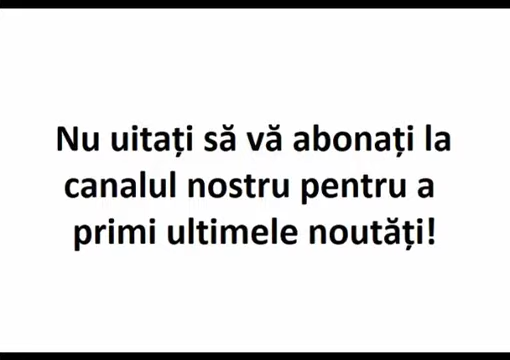 Nu uitați să vă abonați la
canalul nostru pentru a
primi ultimele noutăți!